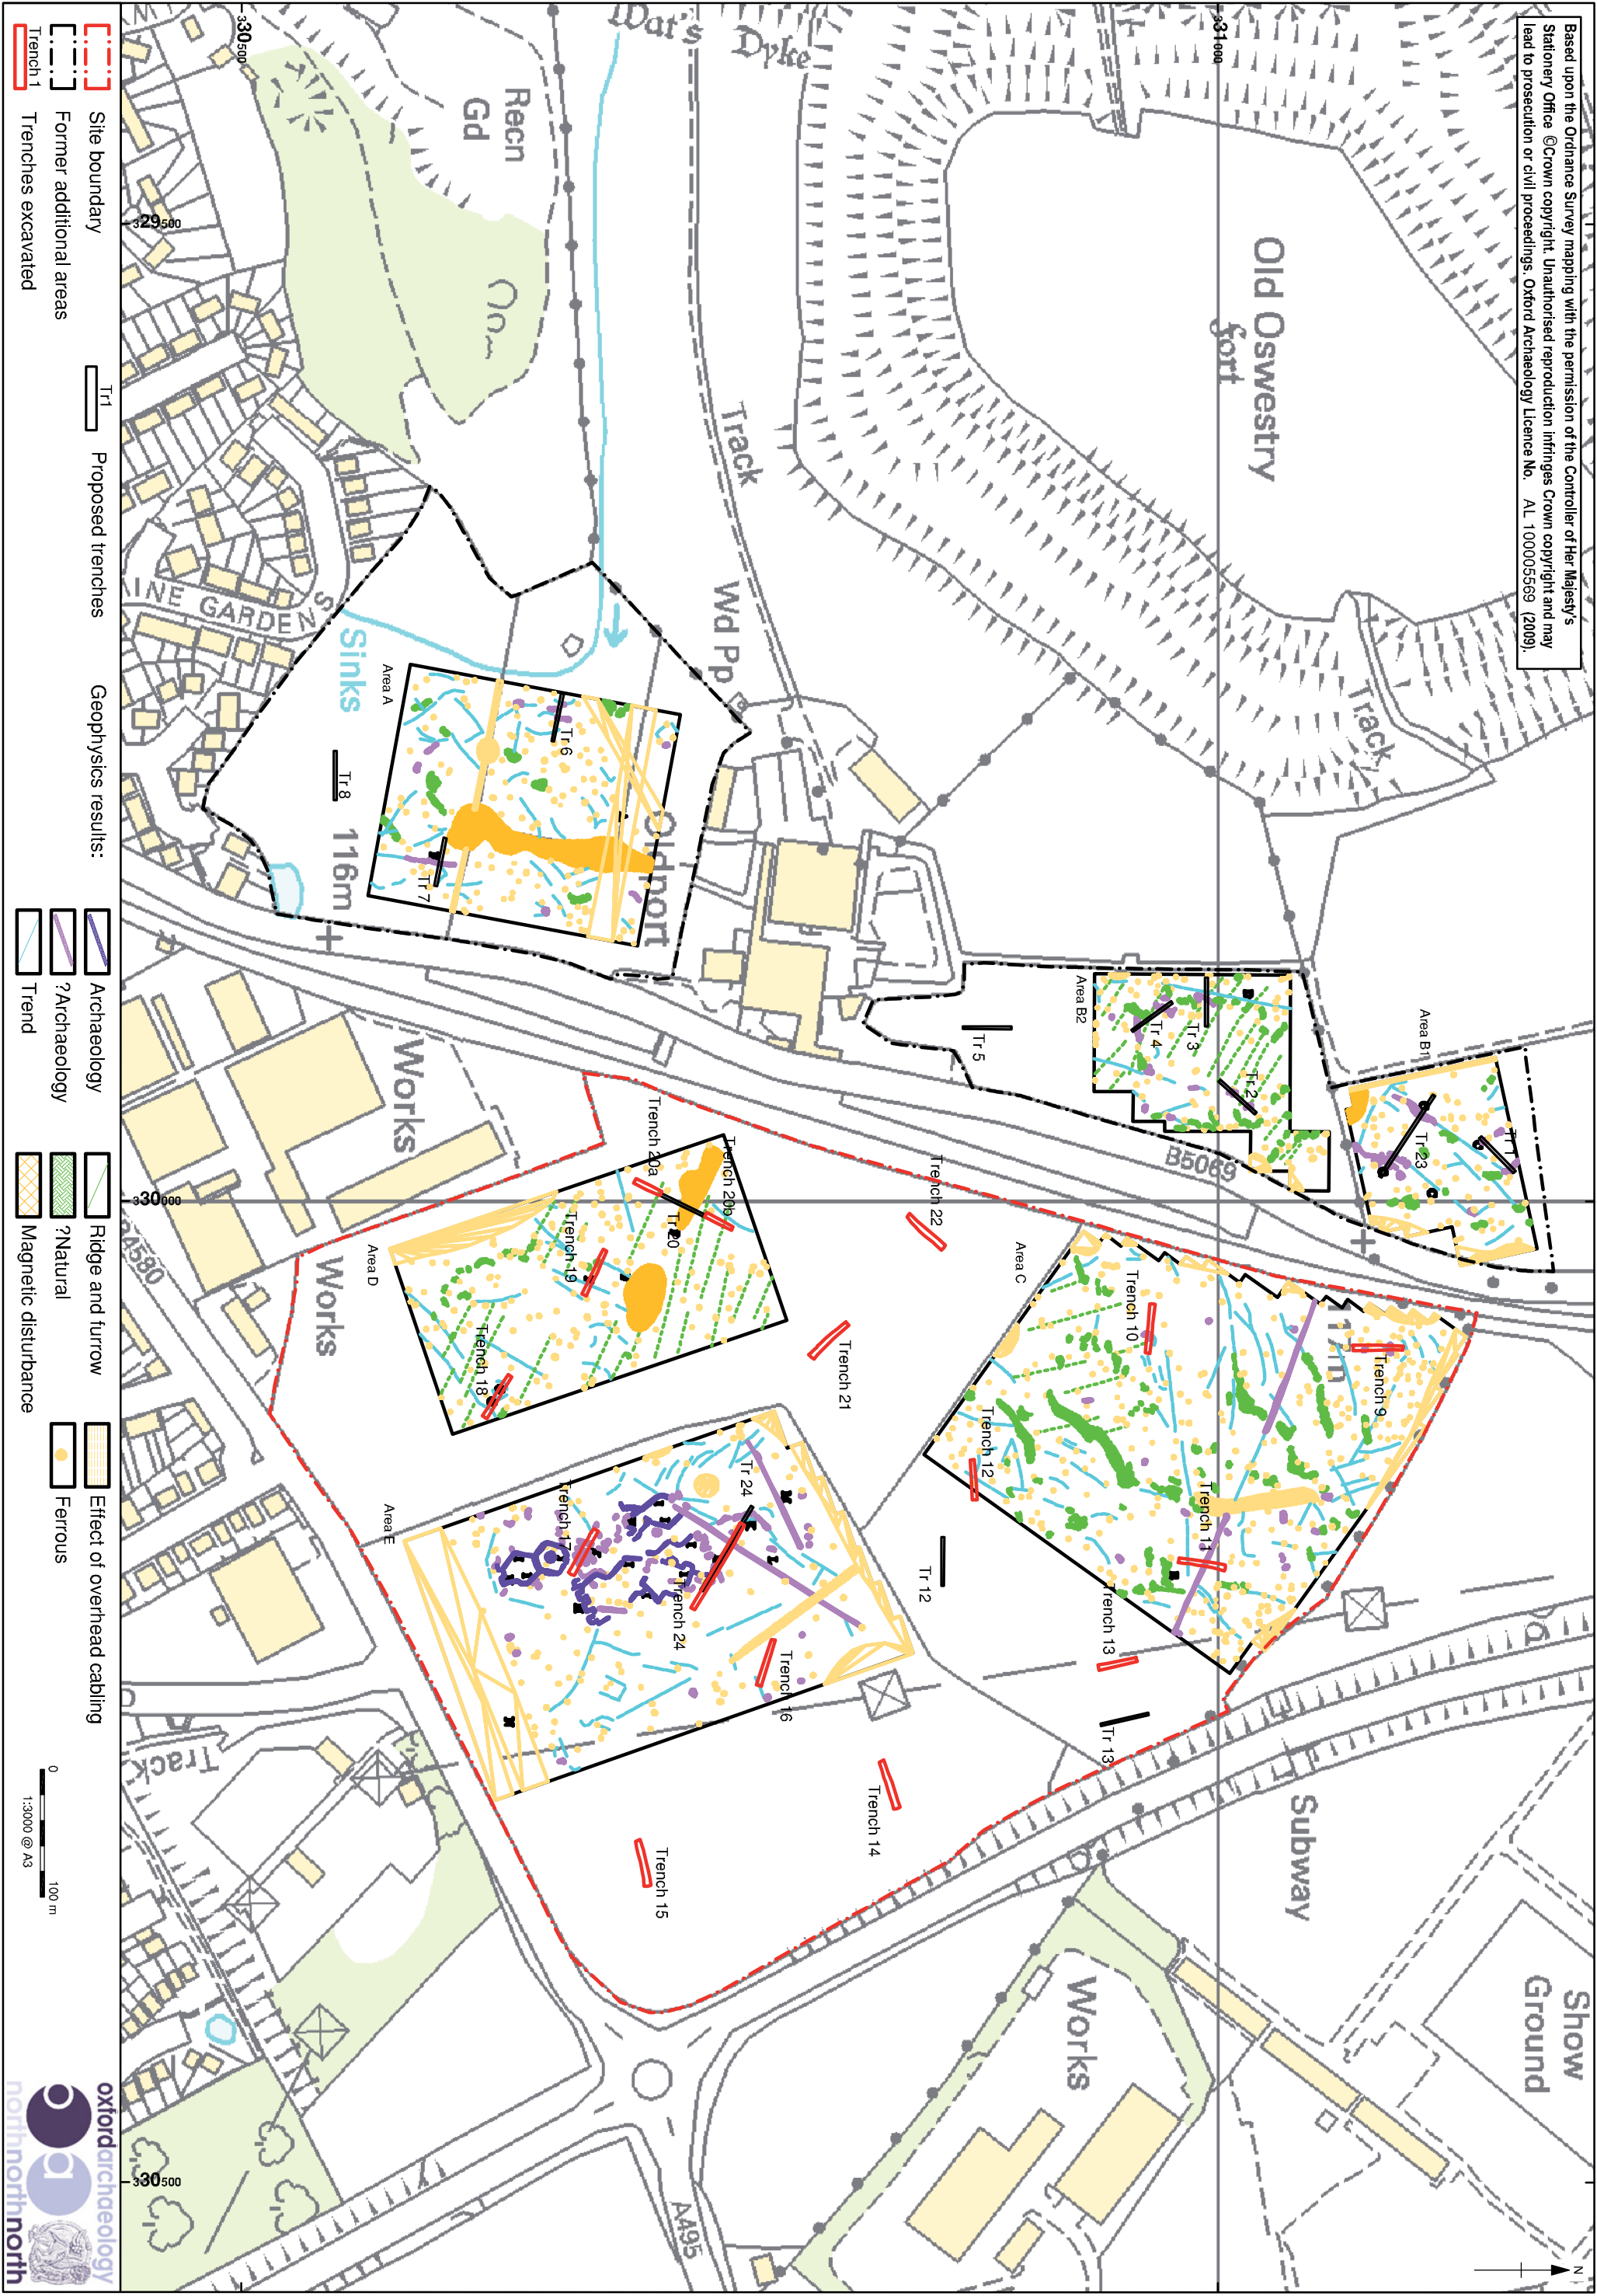 Based upon the Ordnance Survey mapping with the permission of the Controller of Her Majesty's
Stationery Office ©Crown copyright. Unauthorised reproduction infringes Crown copyright and may
lead to prosecution or civil proceedings. Oxford Archaeology Licence No. AL 100005569 (2009).
N
Show
Ground
Old Oswestry
fort
Track
Area B1
Tr 1
Tr 23
117m
Trench 9
Subway
31000
Wat's Dyke
Track
Wd Pp
Area B2
Tr 3
Tr 4
Tr 2
Tr 5
B5069
Area C
Trench 10
Trench 11
Trench 12
Trench 13
Tr 12
Tr 13
Works
Recn
Gd
Oldport
Area A
Tr 6
Tr 7
Tr 8
Sinks
116m
Trench 22
Trench 21
Trench 20a
Trench 20b
Tr 20
Trench 19
Trench 18
Area D
Tr 24
Trench 24
Trench 17
Trench 16
Trench 14
Trench 15
Area E
A495
Works
Works
GARDENS
Track
30500
329500
330000
330500
Site boundary
Former additional areas
Trench 1
Trenches excavated
Tr1
Proposed trenches
Geophysics results:
Archaeology
?Archaeology
Trend
Ridge and furrow
?Natural
Magnetic disturbance
Effect of overhead cabling
Ferrous
0
100 m
1:3000 @ A3
oxfordarchaeology
northnorthnorth